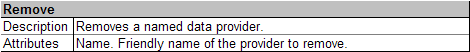 Remove
Description Removes a named data provider.
Attributes Name. Friendly name of the provider to remove.